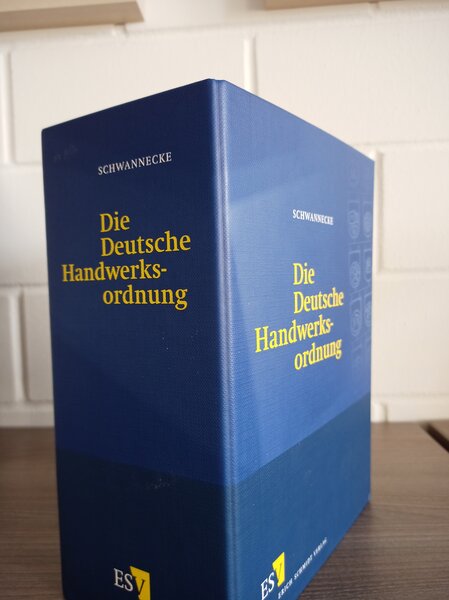 SCHWANNECKE
Die
Deutsche
Handwerks-
ordnung
ESV
SCHWANNECKE
Die
Deutsche
Handwerks-
ordnung
ESV
ERICH SCHMIDT VERLAG